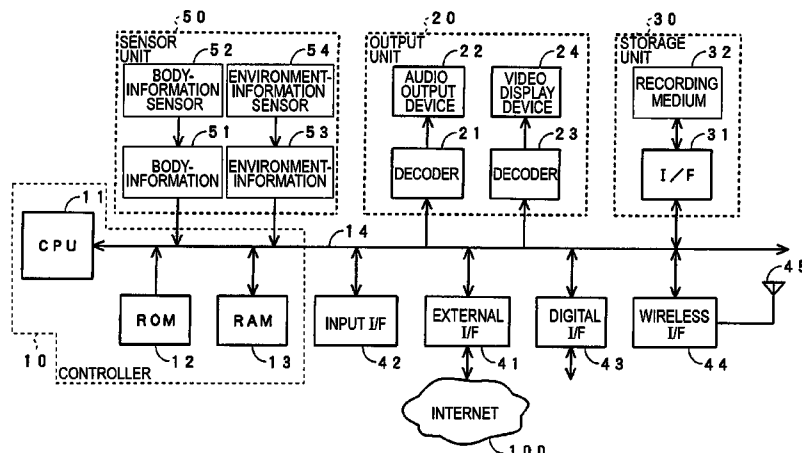 50
SENSOR
UNIT
52
54
BODY-
INFORMATION
SENSOR
ENVIRONMENT-
INFORMATION
SENSOR
51
53
BODY-
INFORMATION
ENVIRONMENT-
INFORMATION
20
OUTPUT
UNIT
22
24
AUDIO
OUTPUT
DEVICE
VIDEO
DISPLAY
DEVICE
21
23
DECODER
DECODER
30
STORAGE
UNIT
32
RECORDING
MEDIUM
31
I/F
11
CPU
14
45
ROM
RAM
INPUT I/F
EXTERNAL
I/F
DIGITAL
I/F
WIRELESS
I/F
10
12
13
42
41
43
44
CONTROLLER
INTERNET
100